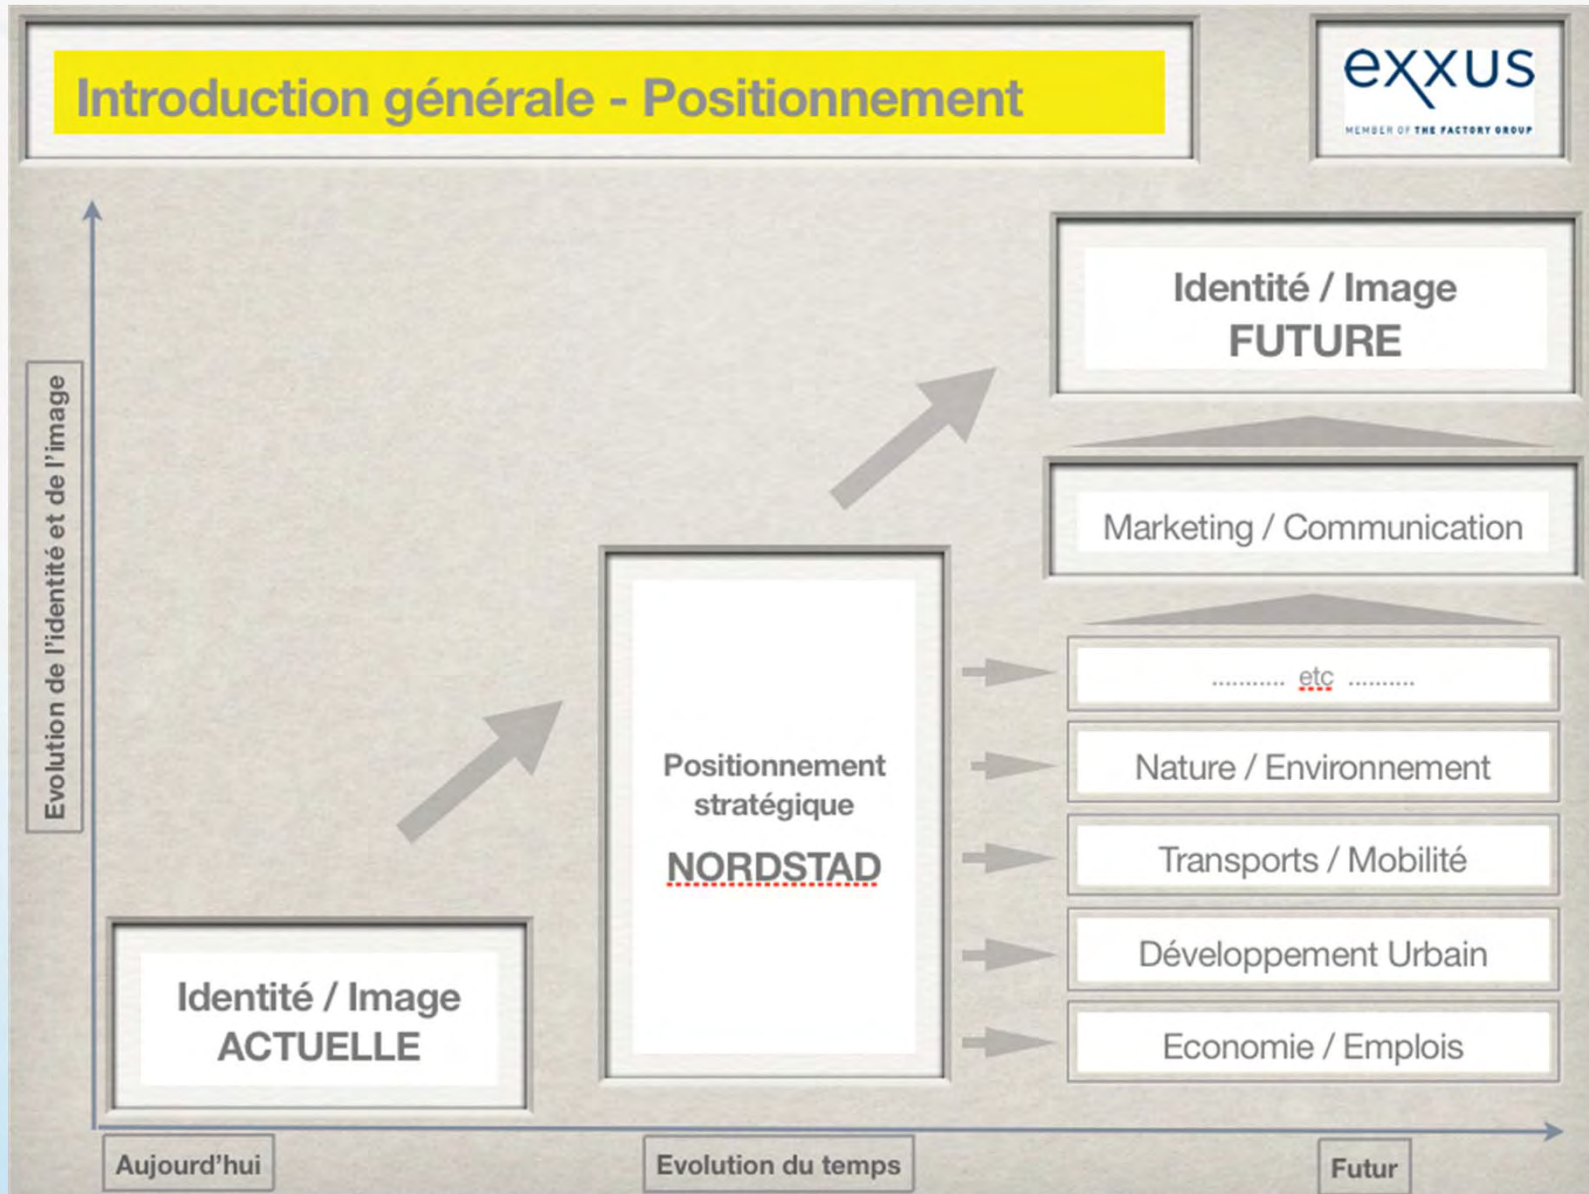 Introduction générale - Positionnement
exxus
MEMBER OF THE FACTORY GROUP
Evolution de l'identité et de l'image
Identité / Image
FUTURE
Marketing / Communication
........... etc ..........
Nature / Environnement
Transports / Mobilité
Développement Urbain
Economie / Emplois
Positionnement
stratégique
NORDSTAD
Identité / Image
ACTUELLE
Aujourd'hui
Evolution du temps
Futur